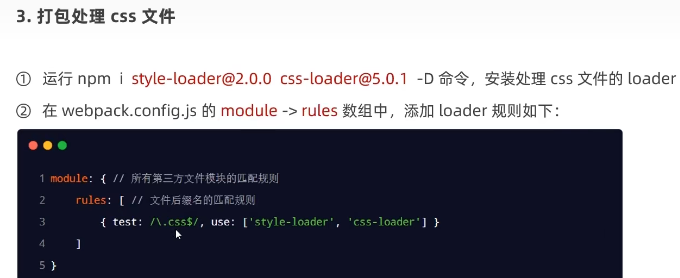 3. 打包处理 css 文件
① 运行 npm i style-loader@2.0.0 css-loader@5.0.1 -D 命令，安装处理 css 文件的 loader
② 在 webpack.config.js 的 module -> rules 数组中，添加 loader 规则如下：
1 module: { // 所有第三方文件模块的匹配规则
2 rules: [ // 文件后缀名的匹配规则
3 { test: /\.css$/, use: ['style-loader', 'css-loader'] }
4 ]
5 }